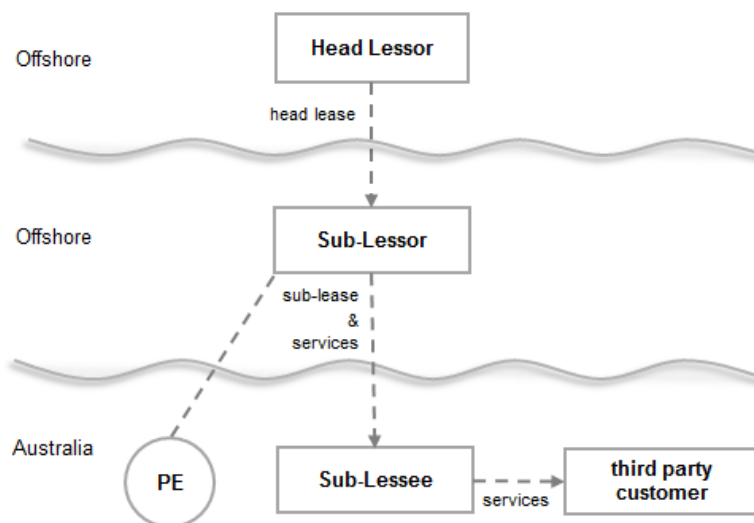 Head Lessor
Offshore
head lease
Sub-Lessor
Offshore
sub-lease
&
services
Australia
PE
Sub-Lessee
services
third party
customer